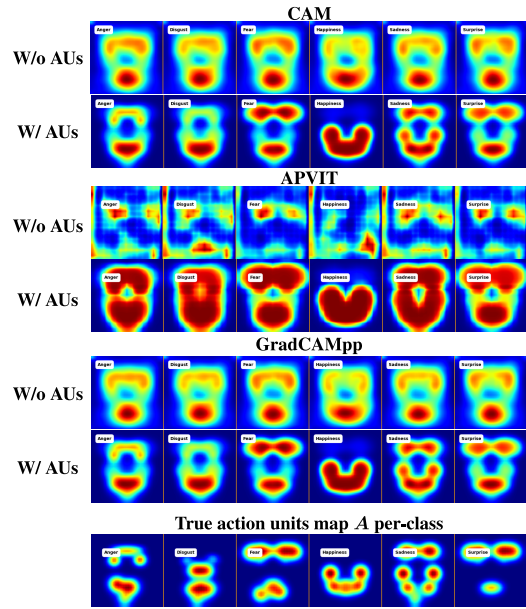 CAM
W/o AUs
Anger Disgust Fear Happiness Sadness Surprise
W/ AUs
Anger Disgust Fear Happiness Sadness Surprise
APVIT
W/o AUs
Anger Disgust Fear Happiness Sadness Surprise
W/ AUs
Anger Disgust Fear Happiness Sadness Surprise
GradCAMpp
W/o AUs
Anger Disgust Fear Happiness Sadness Surprise
W/ AUs
Anger Disgust Fear Happiness Sadness Surprise
True action units map A per-class
Anger Disgust Fear Happiness Sadness Surprise